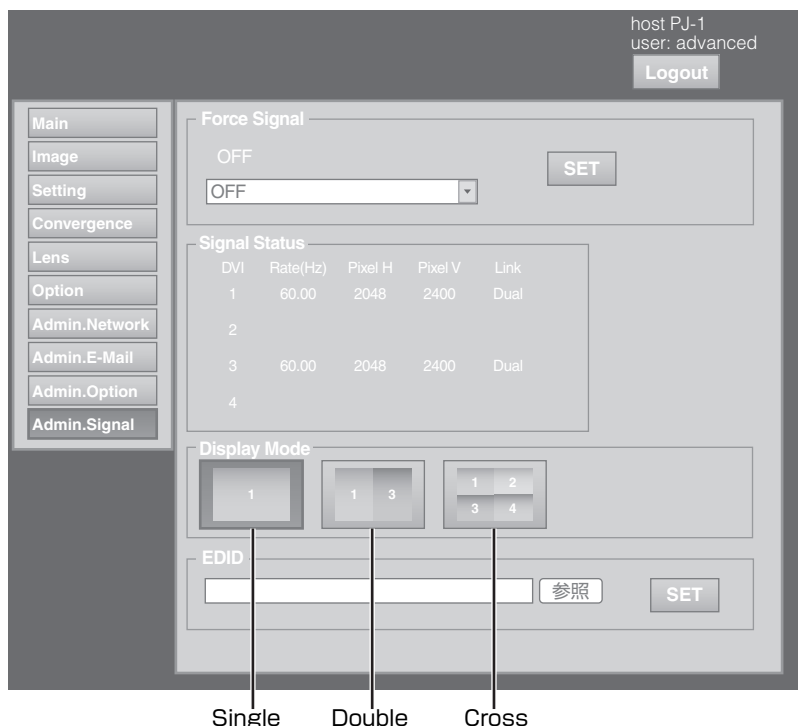 host PJ-1
user: advanced
Logout
Main
Image
Setting
Convergence
Lens
Option
Admin.Network
Admin.E-Mail
Admin.Option
Admin.Signal
Force Signal
OFF
OFF
SET
Signal Status
DVI Rate(Hz) Pixel H Pixel V Link
1 60.00 2048 2400 Dual
2
3 60.00 2048 2400 Dual
4
Display Mode
1
1 3
1 2
3 4
EDID
参照
SET
Single Double Cross